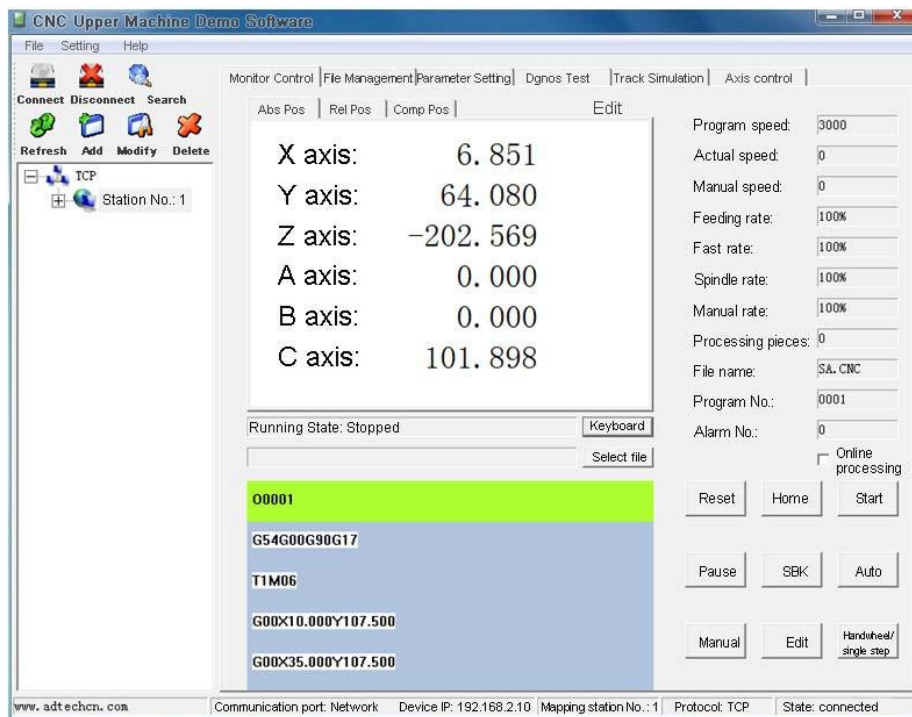 CNC Upper Machine Demo Software
File Setting Help
Connect Disconnect Search
Refresh Add Modify Delete
TCP
Station No.: 1
Monitor Control File Management Parameter Setting Dgnos Test Track Simulation Axis control
Abs Pos Rel Pos Comp Pos Edit
X axis: 6.851
Y axis: 64.080
Z axis: -202.569
A axis: 0.000
B axis: 0.000
C axis: 101.898
Running State: Stopped Keyboard
Select file
O0001
G54G00G90G17
T1M06
G00X10.000Y107.500
G00X35.000Y107.500
Program speed: 3000
Actual speed: 0
Manual speed: 0
Feeding rate: 100%
Fast rate: 100%
Spindle rate: 100%
Manual rate: 100%
Processing pieces: 0
File name: SA.CNC
Program No.: 0001
Alarm No.: 0
Online
processing
Reset Home Start
Pause SBK Auto
Manual Edit Handwheel/
single step
www.adtechcn.com Communication port: Network Device IP: 192.168.2.10 Mapping station No.: 1 Protocol: TCP State: connected